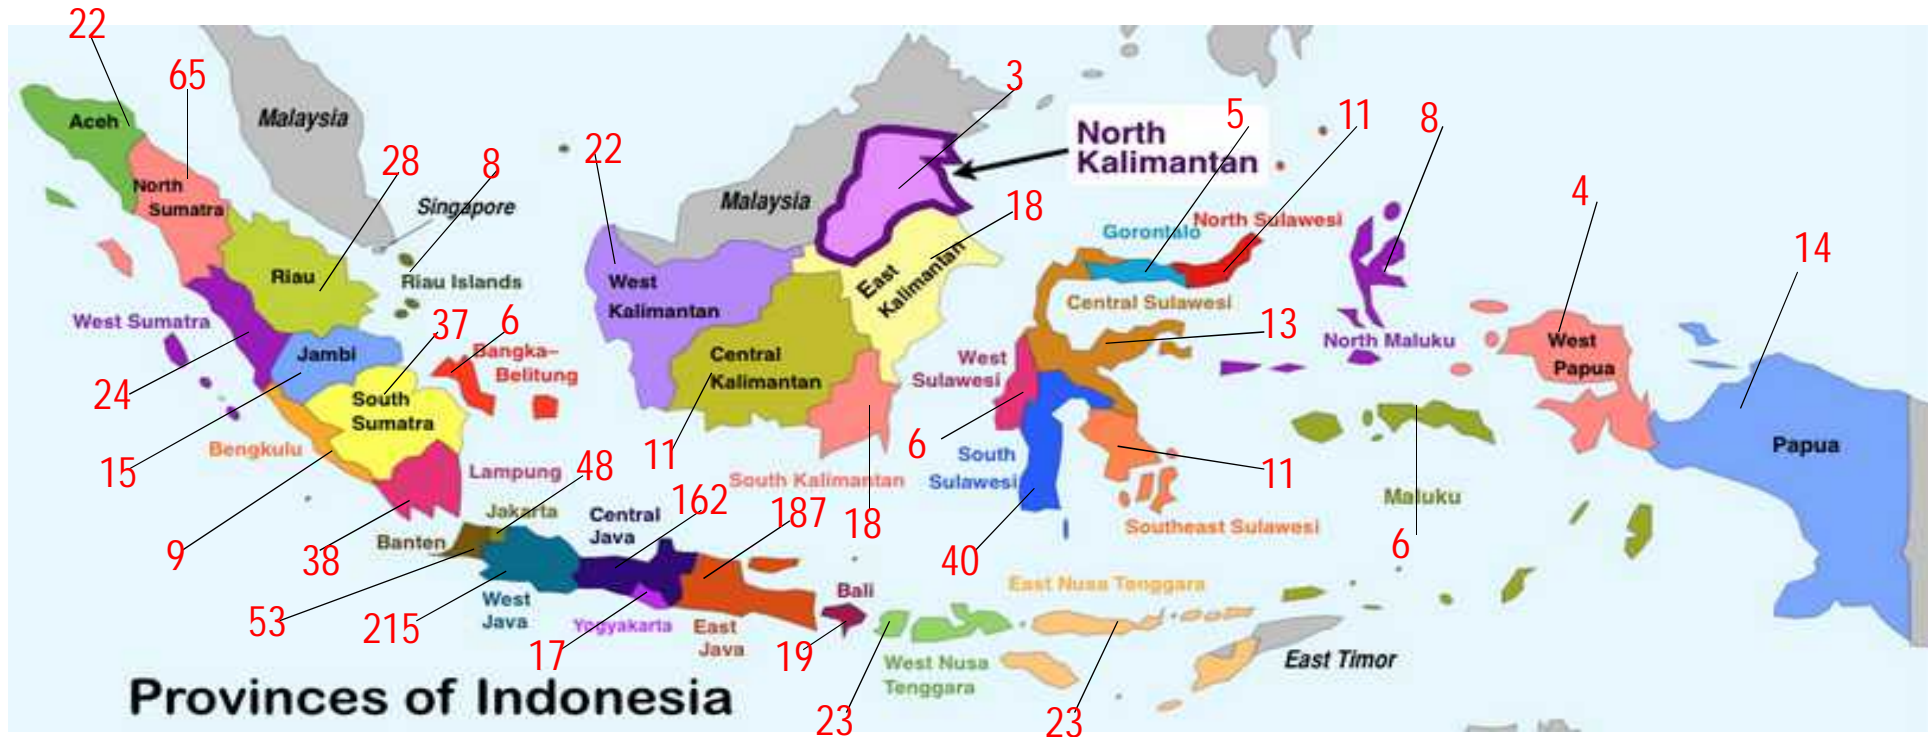 22
65
Aceh
Malaysia
3
North
Kalimantan
5
11
8
North
Sumatra
28
8
22
Singapore
Malaysia
18
4
14
North Sulawesi
Gorontalo
Riau
Riau Islands
West
Kalimantan
East
Kalimantan
Central Sulawesi
West Sumatra
37
6
13
North Maluku
West
Papua
Jambi
Bangka–
Belitung
Central
Kalimantan
West
Sulawesi
24
South
Sumatra
Bengkulu
15
Lampung
48
11
South Kalimantan
6
South
Sulawesi
11
Papua
Maluku
Jakarta
Central
Java
162
187
18
Southeast Sulawesi
9
38
Banten
40
6
53
215
West
Java
17
Yogyakarta
East
Java
Bali
19
East Nusa Tenggara
West Nusa
Tenggara
East Timor
23
23
Provinces of Indonesia